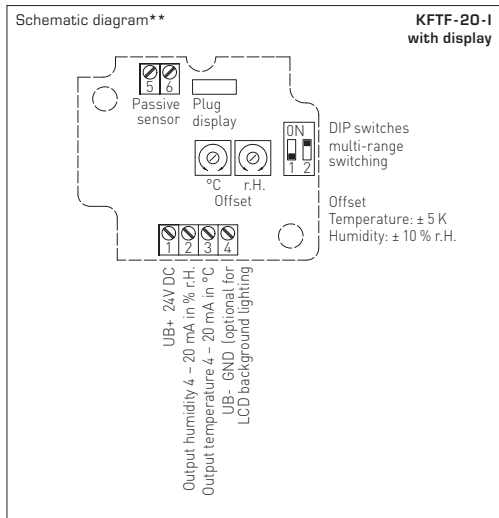 Schematic diagram**
KFTF-20-I
with display
5 6
Passive
sensor
Plug
display
ON
1 2
DIP switches
multi-range
switching
°C r.H.
Offset
Offset
Temperature: ± 5 K
Humidity: ± 10 % r.H.
1 2 3 4
UB+ 24V DC
Output humidity 4 – 20 mA in % r.H.
Output temperature 4 – 20 mA in °C
UB- GND (optional for
LCD background lighting